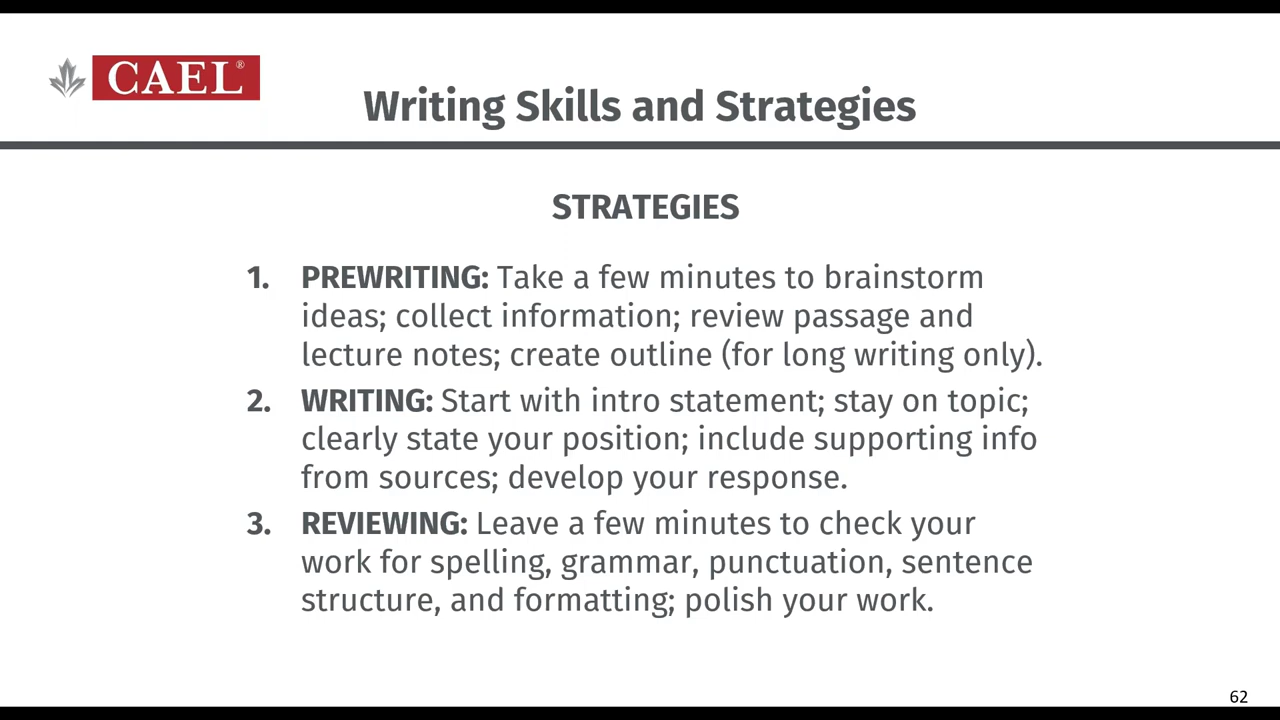 CAEL®
Writing Skills and Strategies
STRATEGIES
1. PREWRITING: Take a few minutes to brainstorm
ideas; collect information; review passage and
lecture notes; create outline (for long writing only).
2. WRITING: Start with intro statement; stay on topic;
clearly state your position; include supporting info
from sources; develop your response.
3. REVIEWING: Leave a few minutes to check your
work for spelling, grammar, punctuation, sentence
structure, and formatting; polish your work.
62